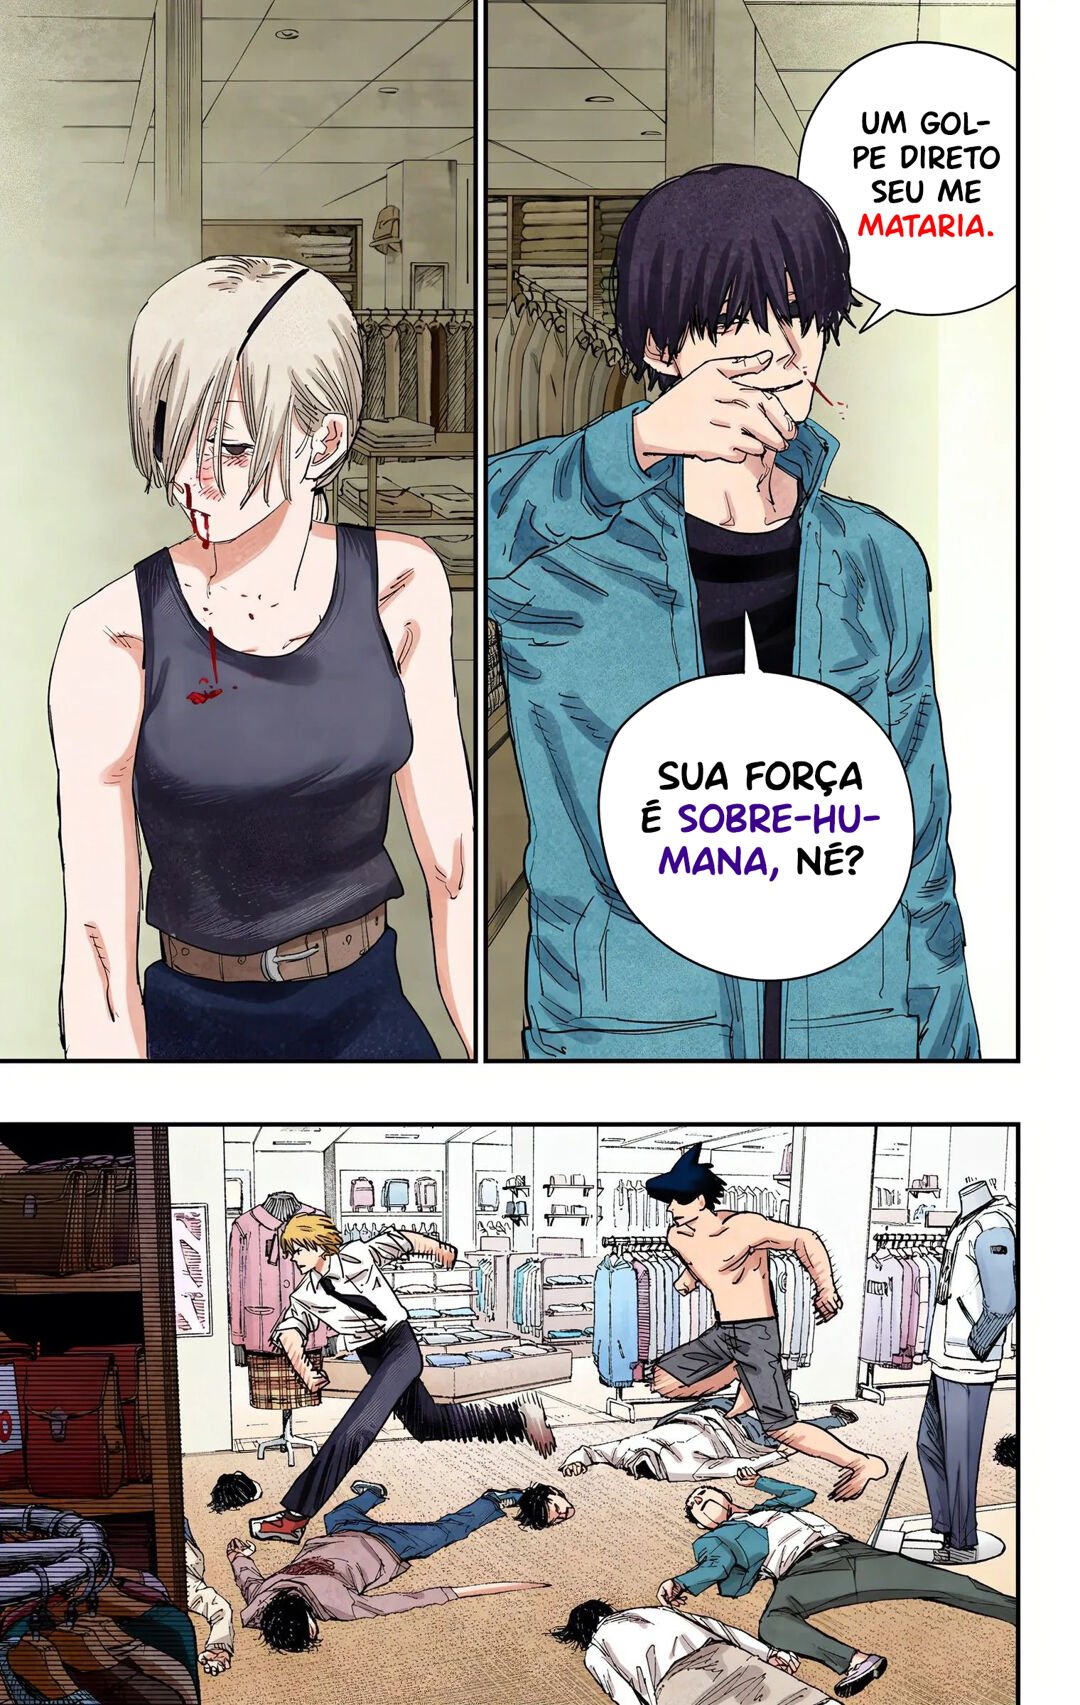 UM GOL-
PE DIRETO
SEU ME
MATARIA.
SUA FORÇA
É SOBRE-HU-
MANA, NÉ?